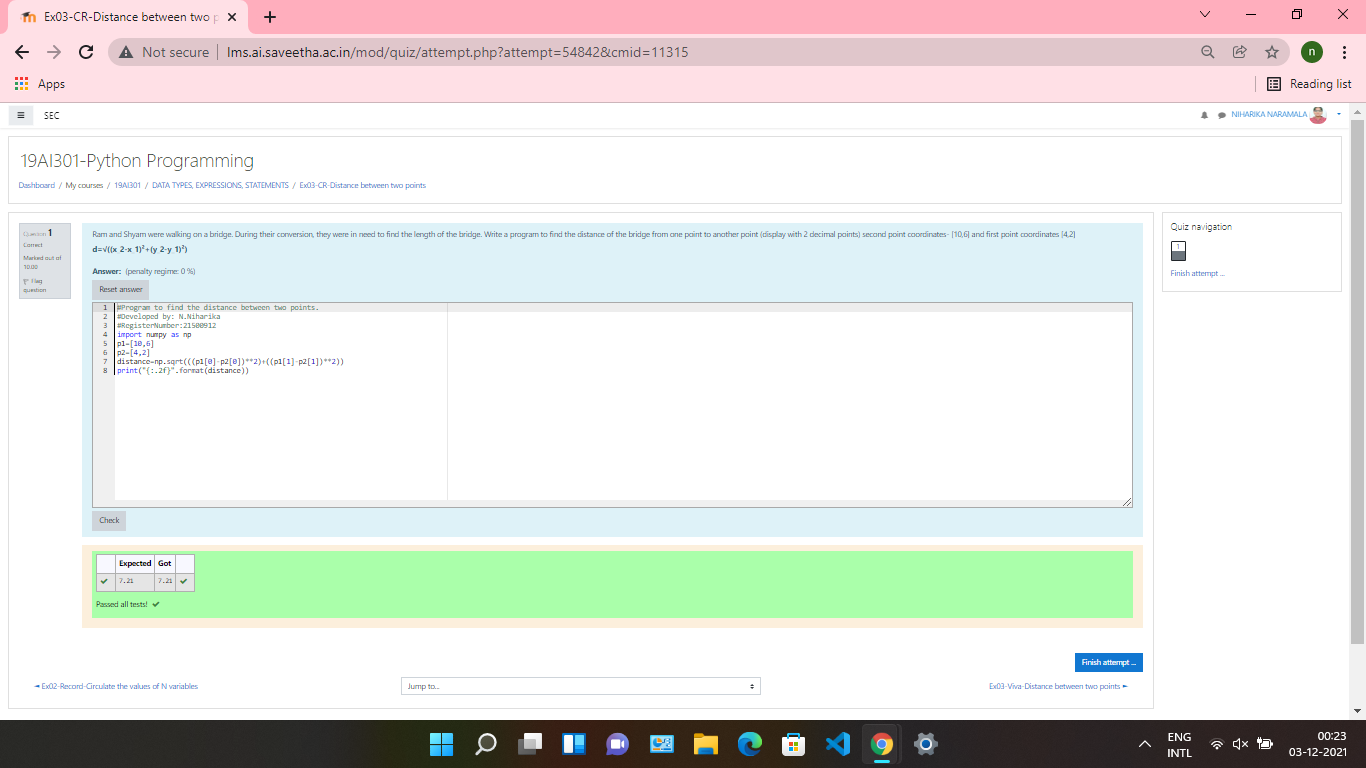 Ex03-CR-Distance between two p
Not secure | lms.ai.saveetha.ac.in/mod/quiz/attempt.php?attempt=54842&cmid=11315
n
Apps
Reading list
SEC
NIHARIKA NARAMALA
19AI301-Python Programming
Dashboard / My courses / 19AI301 / DATA TYPES, EXPRESSIONS, STATEMENTS / Ex03-CR-Distance between two points
Question 1
Correct
Marked out of
10.00
Flag
question
Ram and Shyam were walking on a bridge. During their conversion, they were in need to find the length of the bridge. Write a program to find the distance of the bridge from one point to another point (display with 2 decimal points) second point coordinates- [10,6] and first point coordinates [4,2]
d=√((x 2-x 1)²+(y 2-y 1)²)
Answer: (penalty regime: 0 %)
Reset answer
1 #Program to find the distance between two points.
2 #Developed by: N.Niharika
3 #RegisterNumber:21500912
4 import numpy as np
5 p1=[10,6]
6 p2=[4,2]
7 distance=np.sqrt(((p1[0]-p2[0])**2)+((p1[1]-p2[1])**2))
8 print("{:.2f}".format(distance))
Check
Expected Got
7.21 7.21
Passed all tests!
Finish attempt ...
Ex02-Record-Circulate the values of N variables
Jump to...
Ex03-Viva-Distance between two points
Quiz navigation
1
Finish attempt ...
ENG
INTL
00:23
03-12-2021